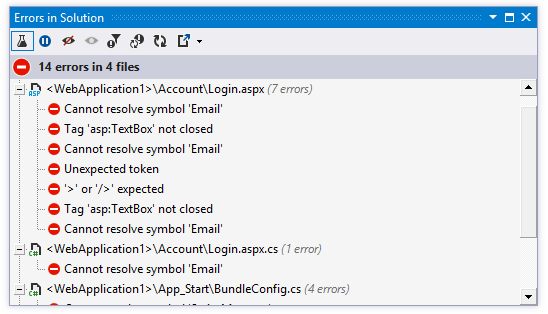 Errors in Solution
14 errors in 4 files
<WebApplication1>\Account\Login.aspx (7 errors)
Cannot resolve symbol 'Email'
Tag 'asp:TextBox' not closed
Cannot resolve symbol 'Email'
Unexpected token
'>' or '/>' expected
Tag 'asp:TextBox' not closed
Cannot resolve symbol 'Email'
<WebApplication1>\Account\Login.aspx.cs (1 error)
Cannot resolve symbol 'Email'
<WebApplication1>\App_Start\BundleConfig.cs (4 errors)